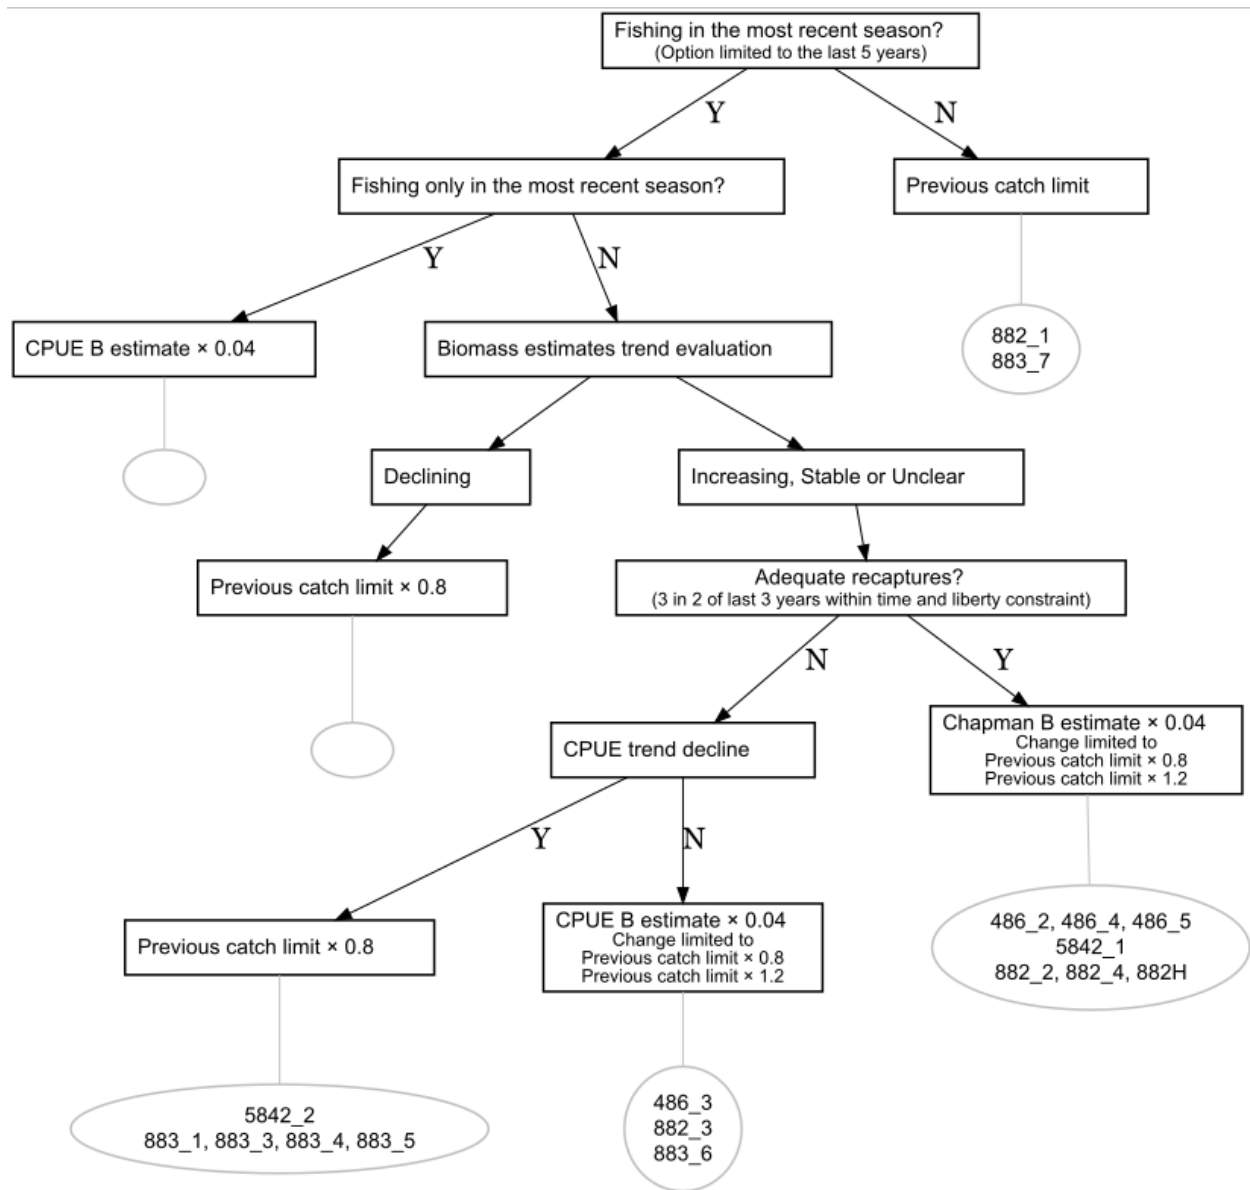 Fishing in the most recent season?
(Option limited to the last 5 years)
Y
N
Fishing only in the most recent season?
Previous catch limit
Y
N
CPUE B estimate × 0.04
Biomass estimates trend evaluation
882_1
883_7
Declining
Increasing, Stable or Unclear
Previous catch limit × 0.8
Adequate recaptures?
(3 in 2 of last 3 years within time and liberty constraint)
N
Y
CPUE trend decline
Chapman B estimate × 0.04
Change limited to
Previous catch limit × 0.8
Previous catch limit × 1.2
Y
N
Previous catch limit × 0.8
CPUE B estimate × 0.04
Change limited to
Previous catch limit × 0.8
Previous catch limit × 1.2
486_2, 486_4, 486_5
5842_1
882_2, 882_4, 882H
5842_2
883_1, 883_3, 883_4, 883_5
486_3
882_3
883_6